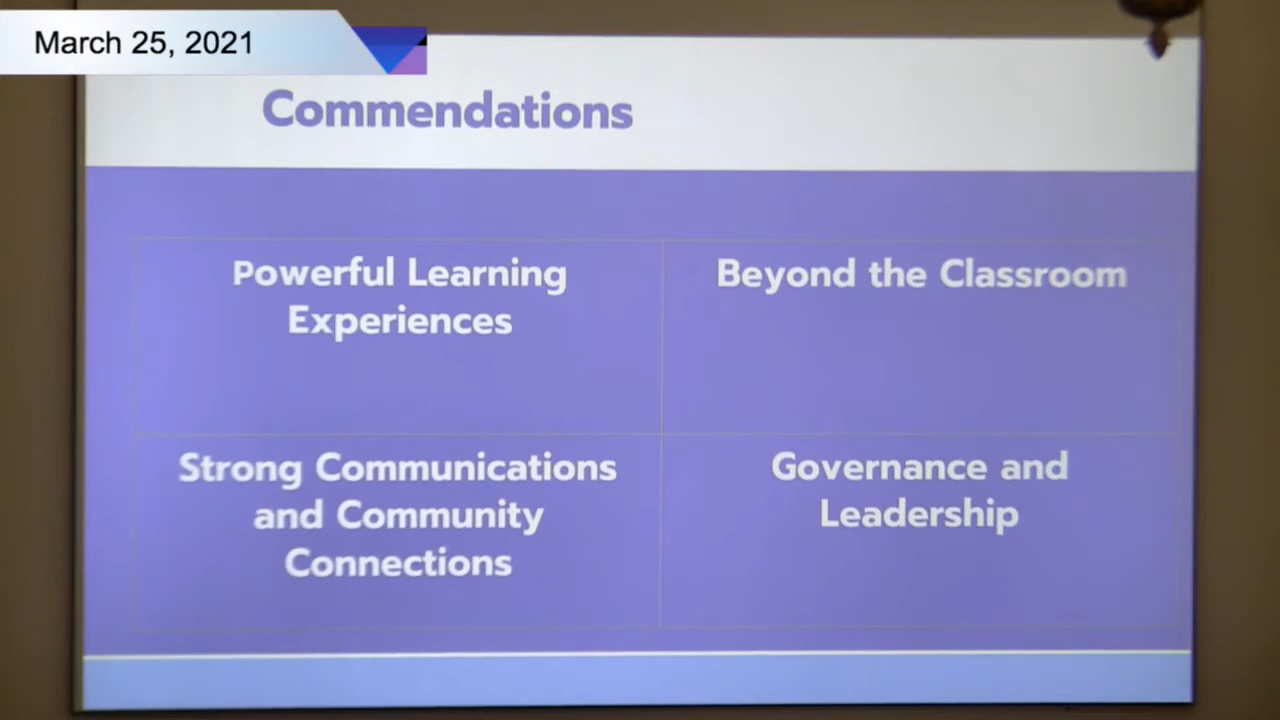 March 25, 2021
Commendations
Powerful Learning
Experiences
Beyond the Classroom
Strong Communications
and Community
Connections
Governance and
Leadership